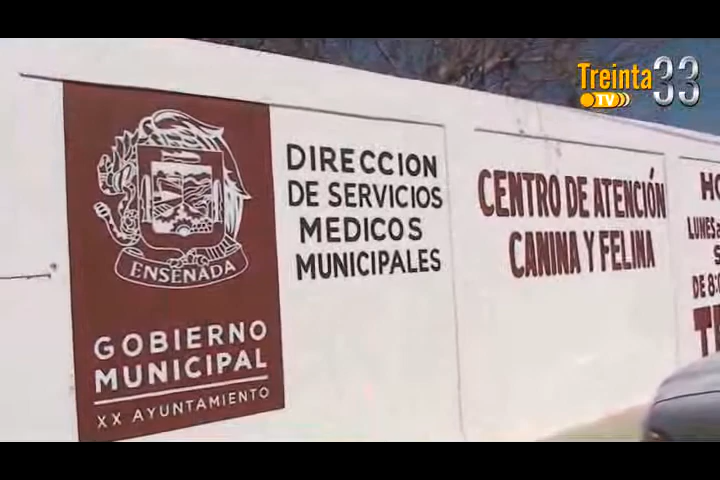 Treinta 33
TV
ENSENADA
GOBIERNO
MUNICIPAL
XX AYUNTAMIENTO
DIRECCION
DE SERVICIOS
MEDICOS
MUNICIPALES
CENTRO DE ATENCIÓN
CANINA Y FELINA
LUNES
DE 8: